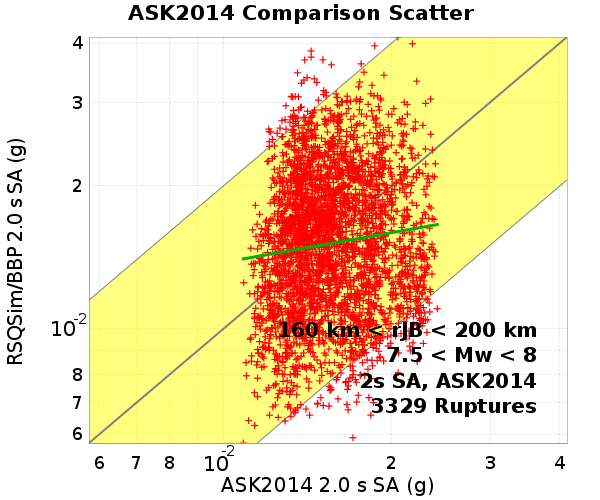 ASK2014 Comparison Scatter
RSQSim/BBP 2.0 s SA (g)
4
3
2
10^-2
8
7
6
160 km < rJB < 200 km
7.5 < Mw < 8
2s SA, ASK2014
3329 Ruptures
6 7 8 10^-2 2 3 4
ASK2014 2.0 s SA (g)